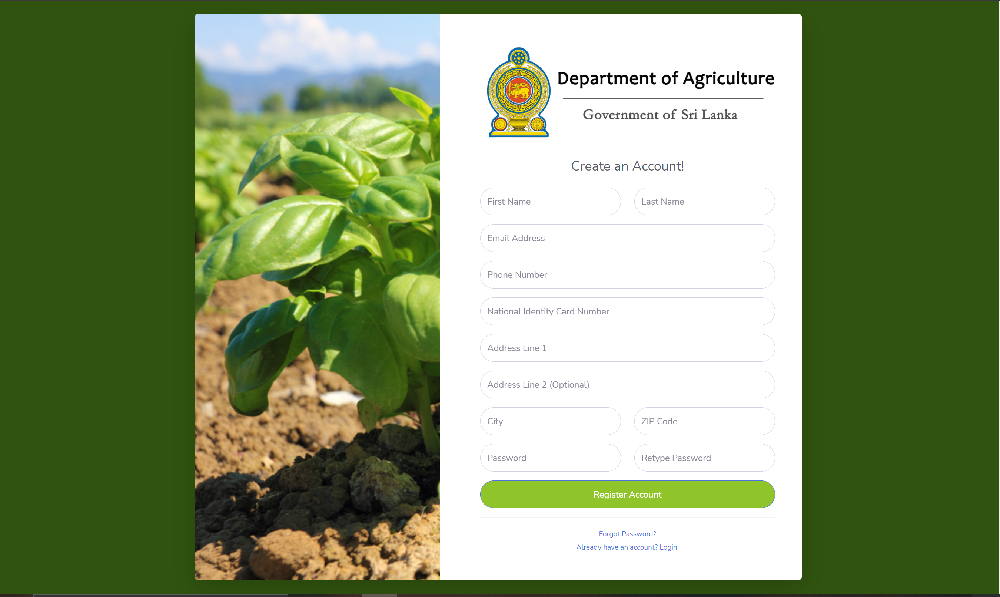 Department of Agriculture
Government of Sri Lanka
Create an Account!
First Name
Last Name
Email Address
Phone Number
National Identity Card Number
Address Line 1
Address Line 2 (Optional)
City
ZIP Code
Password
Retype Password
Register Account
Forgot Password?
Already have an account? Login!